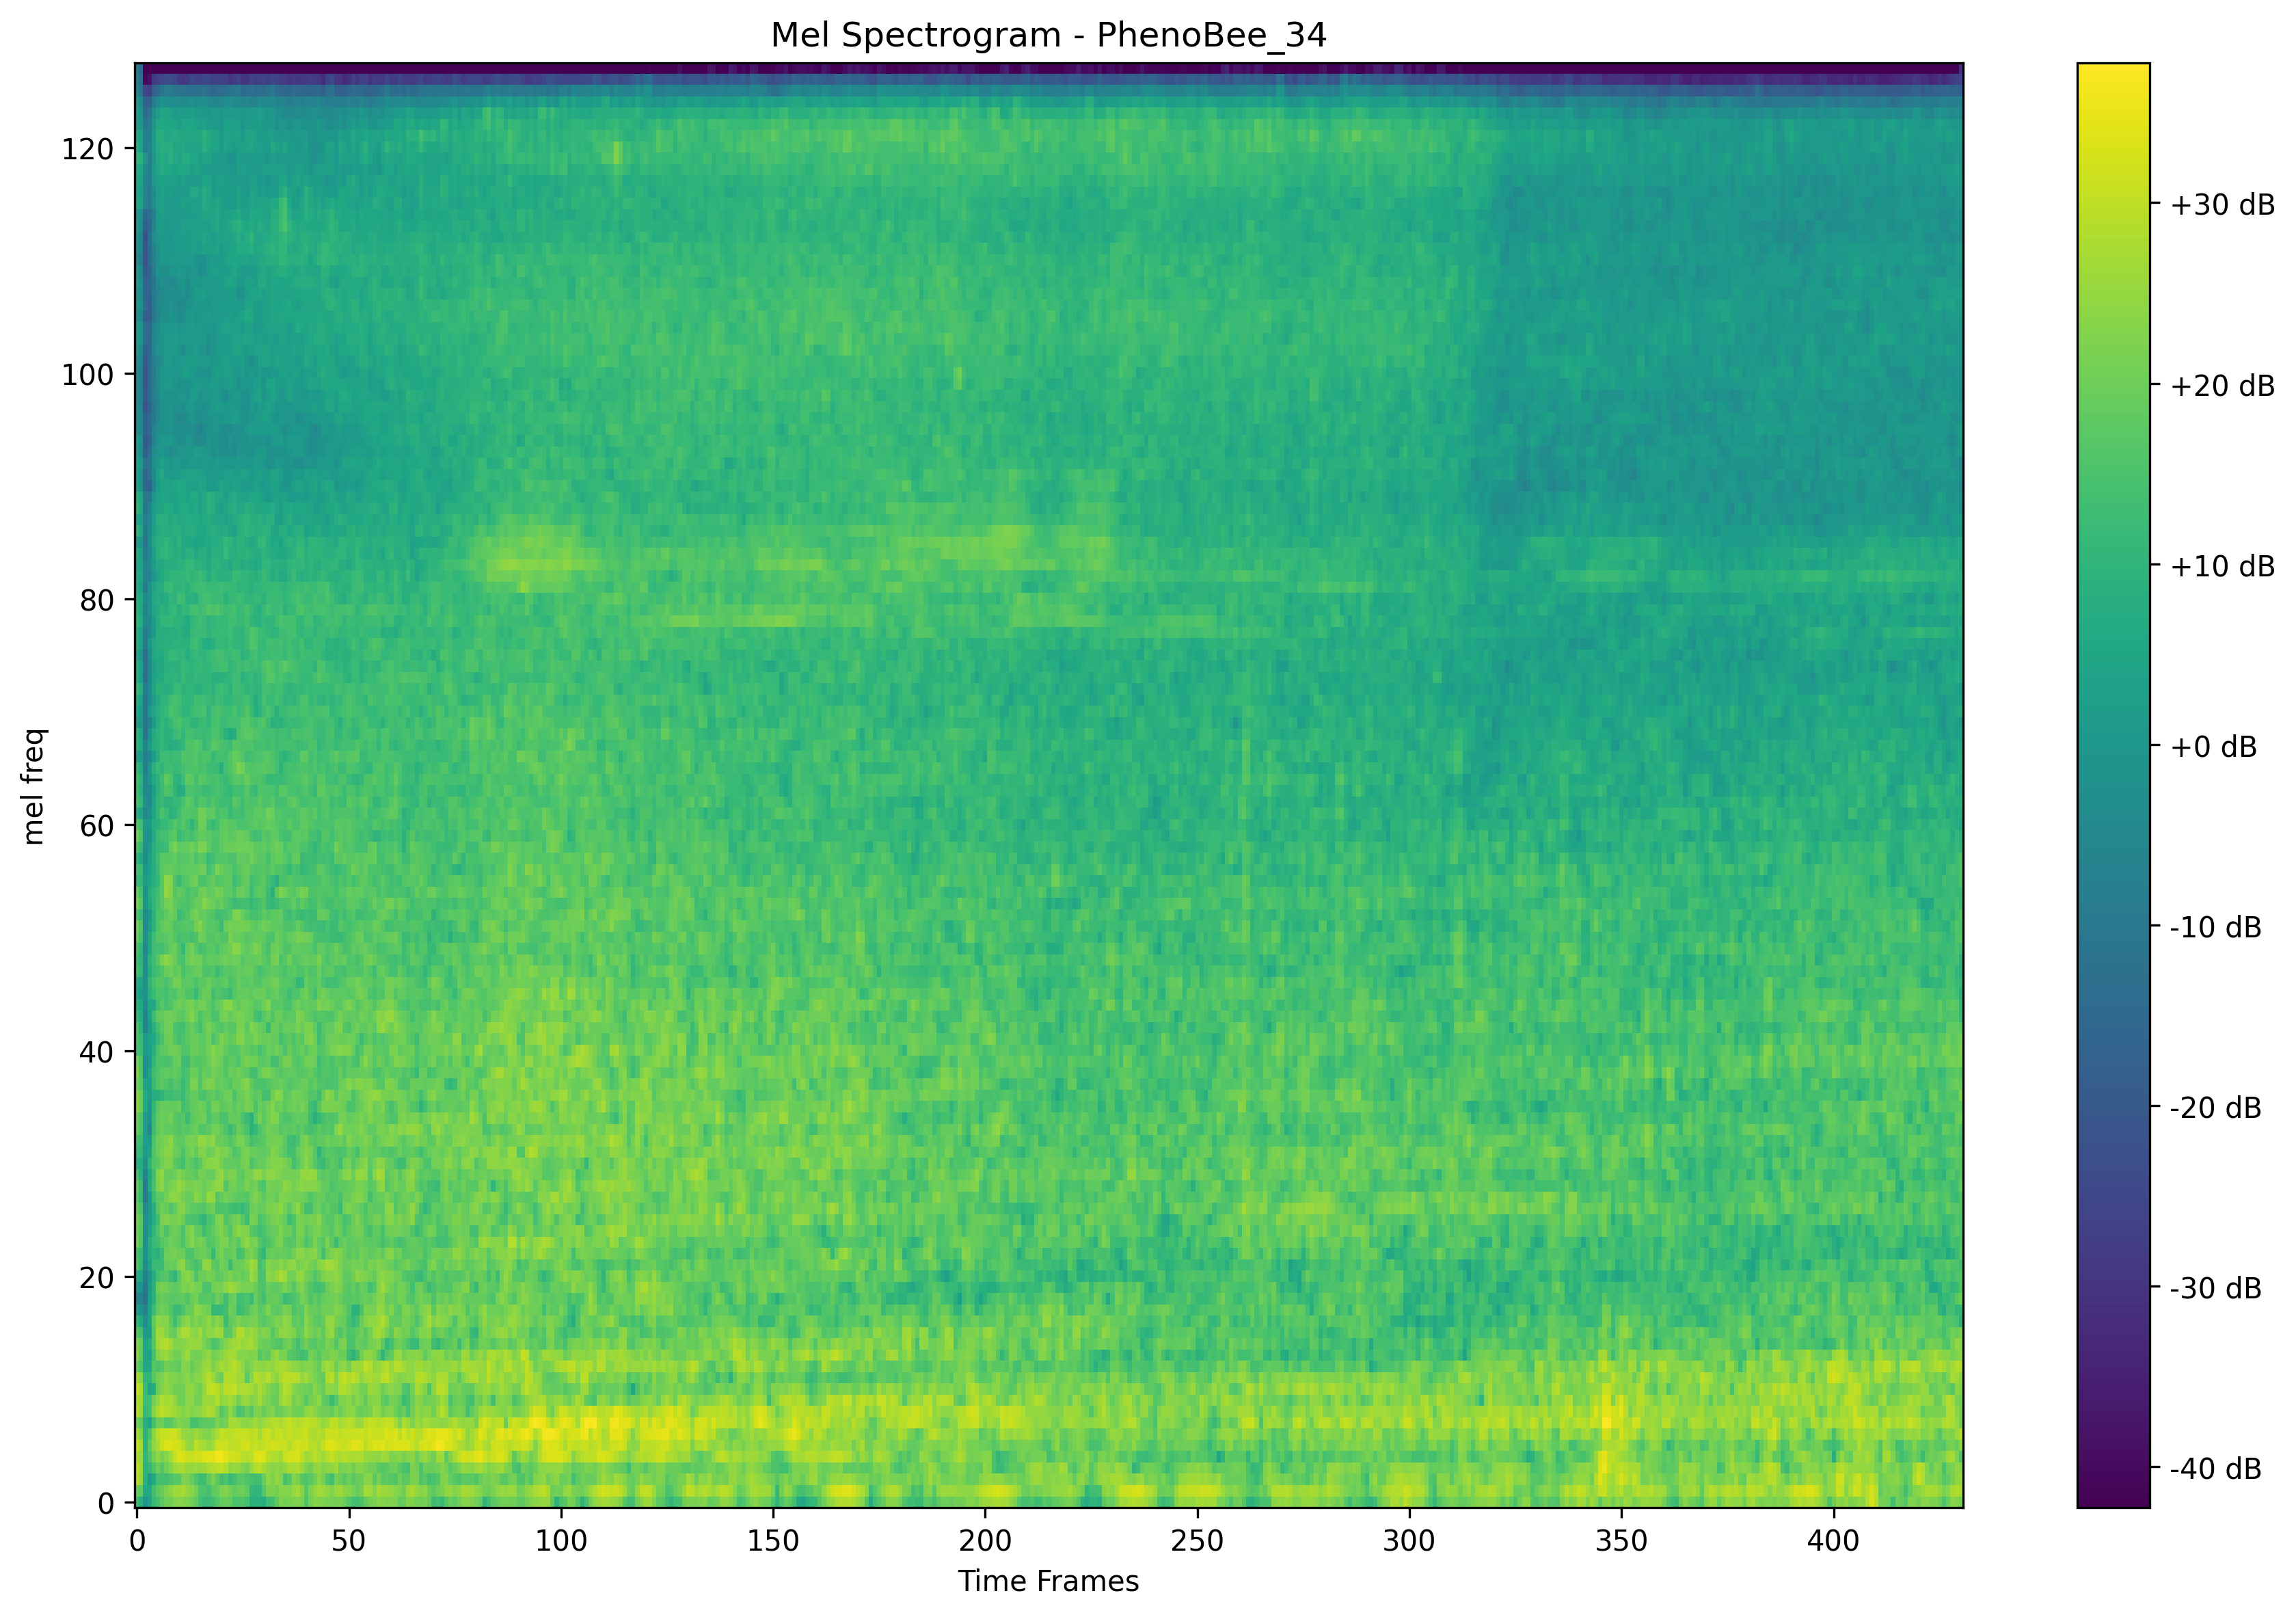 Mel Spectrogram - PhenoBee_34
mel freq
120
100
80
60
40
20
0
0 50 100 150 200 250 300 350 400
Time Frames
+30 dB
+20 dB
+10 dB
+0 dB
-10 dB
-20 dB
-30 dB
-40 dB